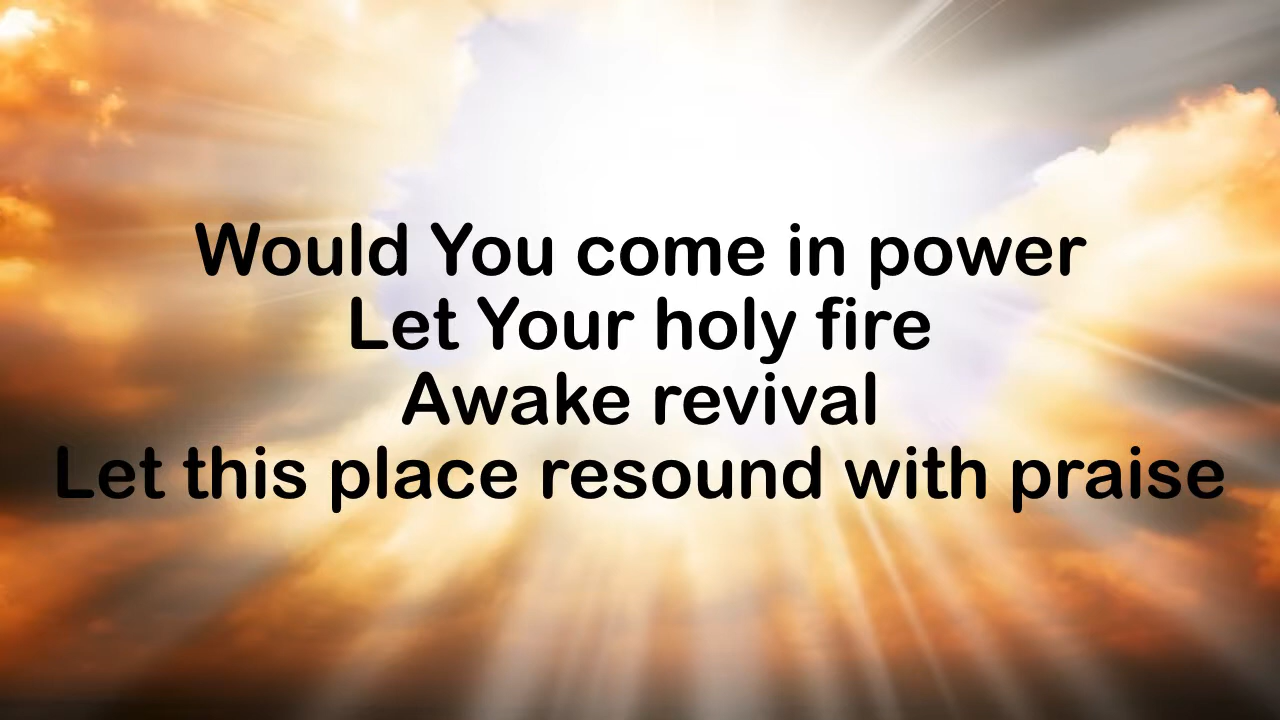 Would You come in power
Let Your holy fire
Awake revival
Let this place resound with praise